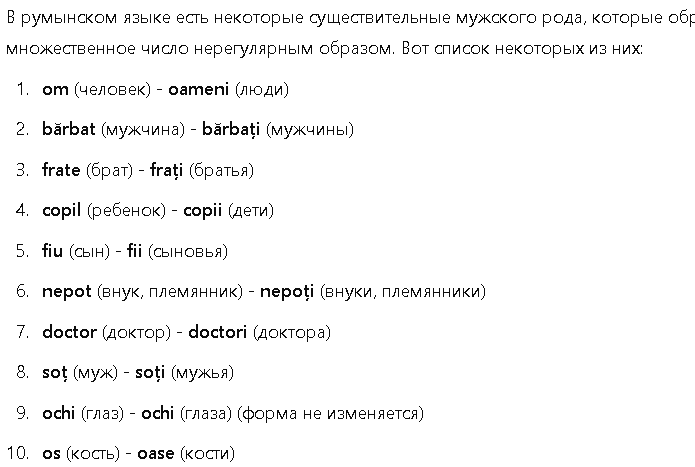 В румынском языке есть некоторые существительные мужского рода, которые обр
множественное число нерегулярным образом. Вот список некоторых из них:
1. om (человек) - oameni (люди)
2. bărbat (мужчина) - bărbați (мужчины)
3. frate (брат) - frați (братья)
4. copil (ребенок) - copii (дети)
5. fiu (сын) - fii (сыновья)
6. nepot (внук, племянник) - nepoți (внуки, племянники)
7. doctor (доктор) - doctori (доктора)
8. soț (муж) - soți (мужья)
9. ochi (глаз) - ochi (глаза) (форма не изменяется)
10. os (кость) - oase (кости)